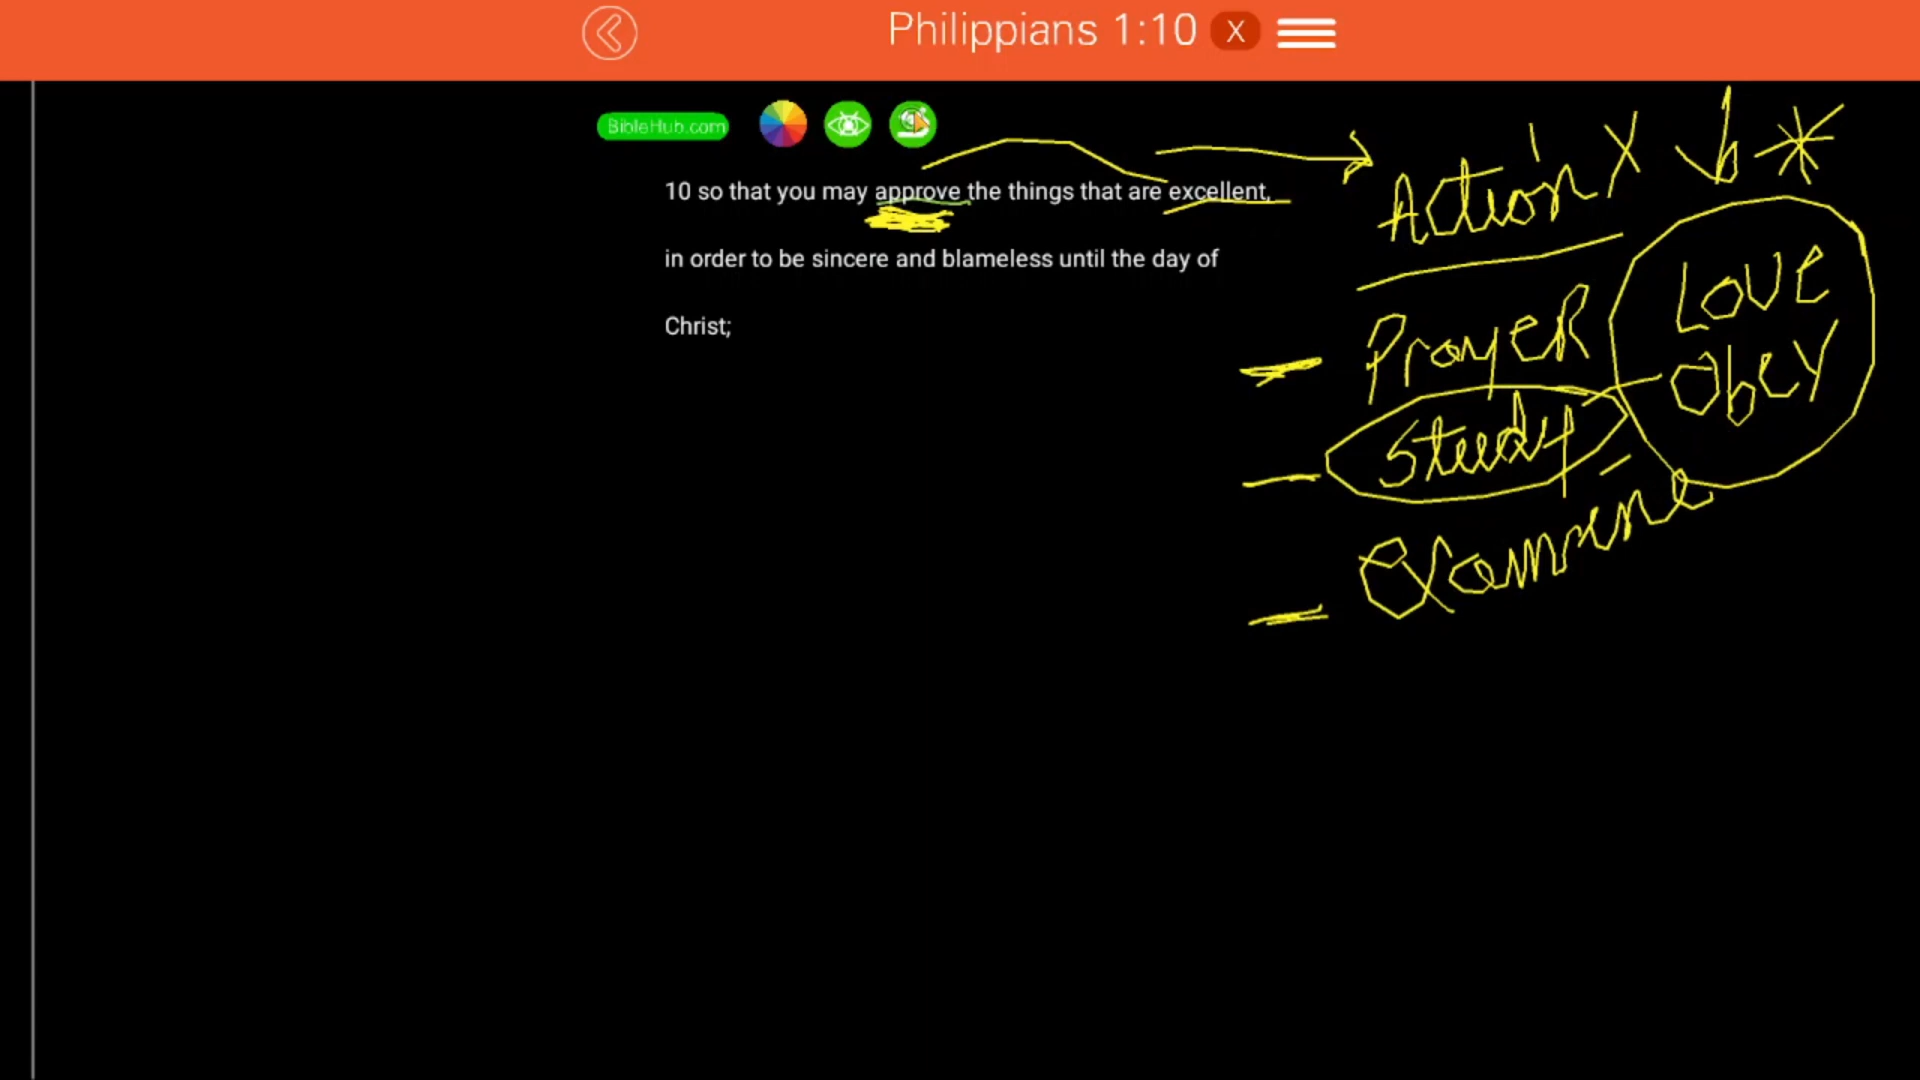 Philippians 1:10 X
BibleHub.com
10 so that you may approve the things that are excellent,
in order to be sincere and blameless until the day of
Christ;
Action X
Love
Prayer
Obey
Study
Examine